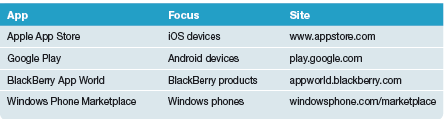 App Focus Site
Apple App Store iOS devices www.appstore.com
Google Play Android devices play.google.com
BlackBerry App World BlackBerry products appworld.blackberry.com
Windows Phone Marketplace Windows phones windowsphone.com/marketplace